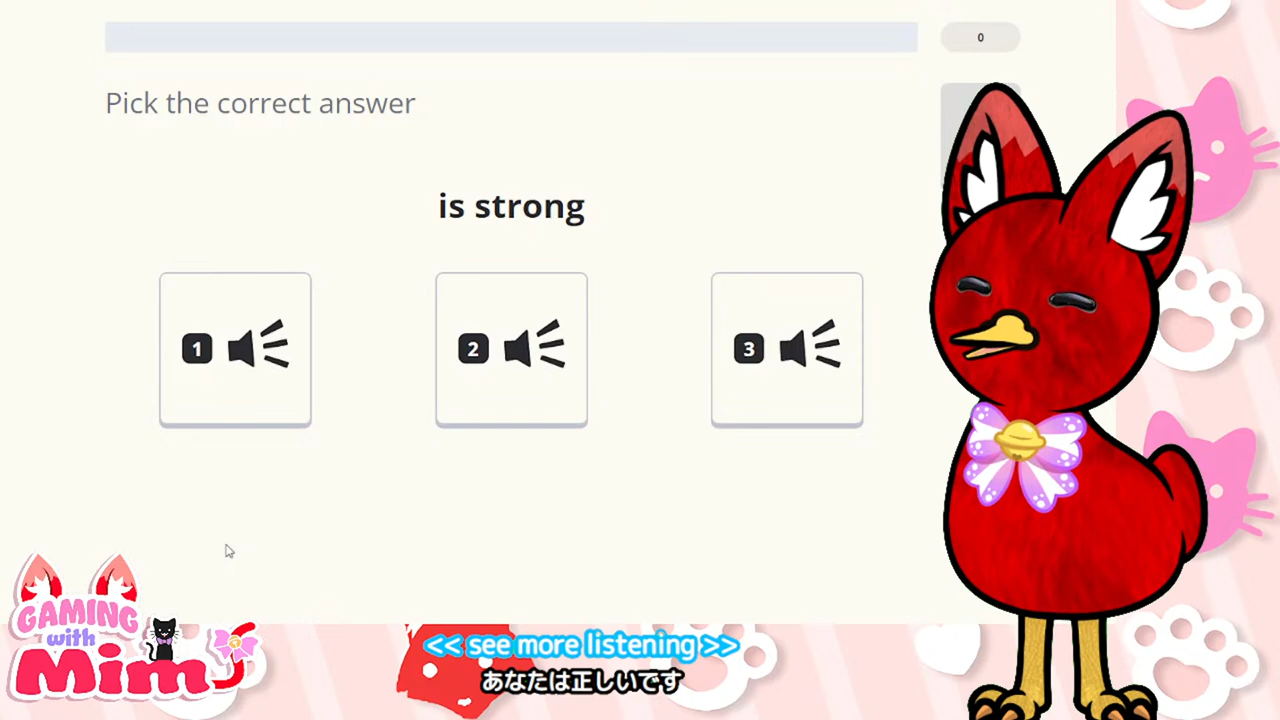 0
Pick the correct answer
is strong
1
2
3
GAMING
with
Mim
<< see more listening >>
あなたは正しいです